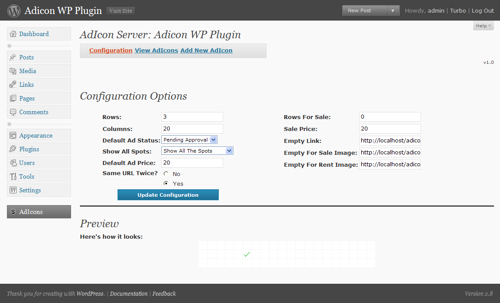 Adicon WP Plugin Visit Site
New Post
Howdy, admin | Turbo | Log Out
Help
Dashboard
Posts
Media
Links
Pages
Comments
Appearance
Plugins
Users
Tools
Settings
AdIcons
AdIcon Server: Adicon WP Plugin
Configuration View AdIcons Add New AdIcon
v1.0
Configuration Options
Rows: 3
Columns: 20
Default Ad Status: Pending Approval
Show All Spots: Show All The Spots
Default Ad Price: 20
Same URL Twice? No
Yes
Update Configuration
Rows For Sale: 0
Sale Price: 20
Empty Link: http://localhost/adico
Empty For Sale Image: http://localhost/adico
Empty For Rent Image: http://localhost/adico
Preview
Here's how it looks:
Thank you for creating with WordPress. | Documentation | Feedback
Version 2.8